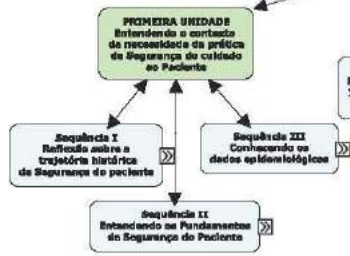 PRIMEIRA UNIDADE
Entendendo o contexto
da necessidade da prática
de Segurança do cuidado
ao Paciente
Sequência I
Reflexão sobre a
trajetória histórica
da Segurança do paciente
Sequência III
Conhecendo os
dados epidemiológicos
Sequência II
Entendendo os Fundamentos
de Segurança do Paciente